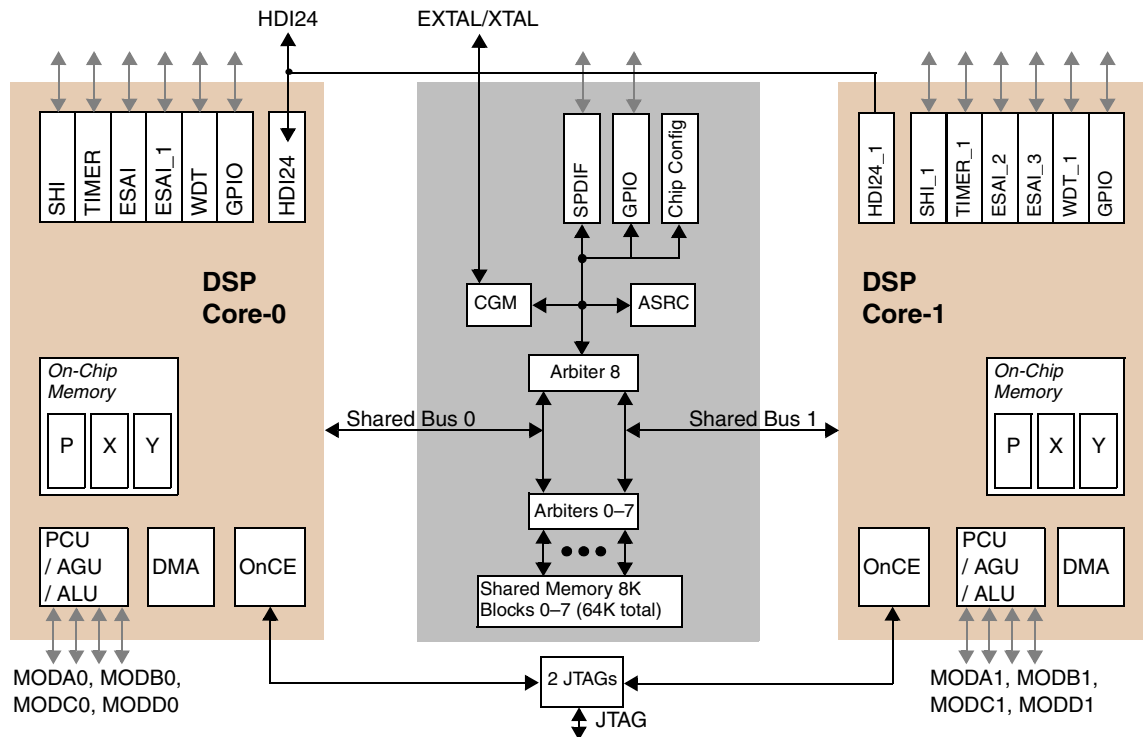 HDI24
EXTAL/XTAL
SHI
TIMER
ESAI
ESAI_1
WDT
GPIO
HDI24
SPDIF
GPIO
Chip Config
HDI24_1
SHI_1
TIMER_1
ESAI_2
ESAI_3
WDT_1
GPIO
DSP
Core-0
CGM
ASRC
DSP
Core-1
Arbiter 8
On-Chip
Memory
P
X
Y
Shared Bus 0
Shared Bus 1
On-Chip
Memory
P
X
Y
Arbiters 0–7
PCU
/ AGU
/ ALU
DMA
OnCE
Shared Memory 8K
Blocks 0–7 (64K total)
OnCE
PCU
/ AGU
/ ALU
DMA
MODA0, MODB0,
MODC0, MODD0
2 JTAGs
JTAG
MODA1, MODB1,
MODC1, MODD1